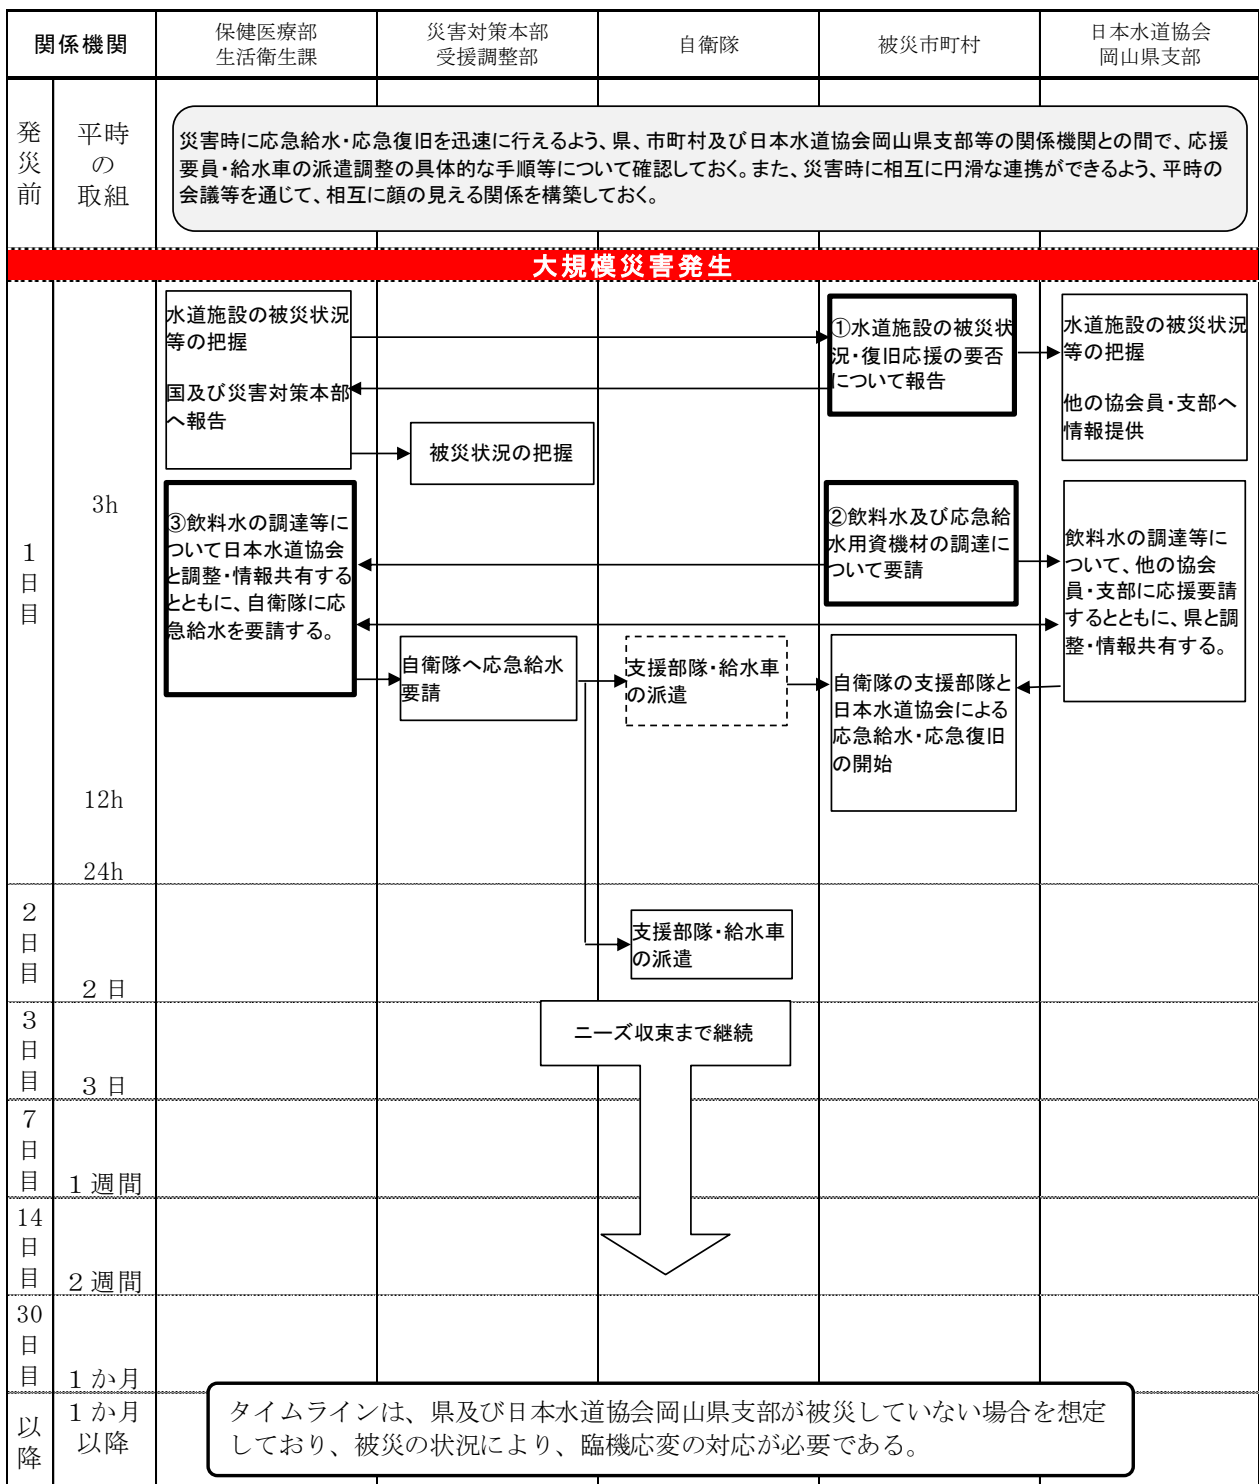 関係機関
保健医療部
生活衛生課
災害対策本部
受援調整部
自衛隊
被災市町村
日本水道協会
岡山県支部
発災前
平時
の
取組
災害時に応急給水・応急復旧を迅速に行えるよう、県、市町村及び日本水道協会岡山県支部等の関係機関との間で、応援
要員・給水車の派遣調整の具体的な手順等について確認しておく。また、災害時に相互に円滑な連携ができるよう、平時の
会議等を通じて、相互に顔の見える関係を構築しておく。
大規模災害発生
1日目
水道施設の被災状況
等の把握
国及び災害対策本部
へ報告
被災状況の把握
①水道施設の被災状
況・復旧応援の要否
について報告
水道施設の被災状況
等の把握
他の協会員・支部へ
情報提供
3h
③飲料水の調達等に
ついて日本水道協会
と調整・情報共有する
とともに、自衛隊に応
急給水を要請する。
②飲料水及び応急給
水用資機材の調達に
ついて要請
飲料水の調達等に
ついて、他の協会
員・支部に応援要請
するとともに、県と調
整・情報共有する。
自衛隊へ応急給水
要請
支援部隊・給水車
の派遣
自衛隊の支援部隊と
日本水道協会による
応急給水・応急復旧
の開始
12h
24h
2日目
支援部隊・給水車
の派遣
2日
3日目
ニーズ収束まで継続
3日
7日目
1週間
14日目
2週間
30日目
1か月
以降
1か月
以降
タイムラインは、県及び日本水道協会岡山県支部が被災していない場合を想定
しており、被災の状況により、臨機応変の対応が必要である。